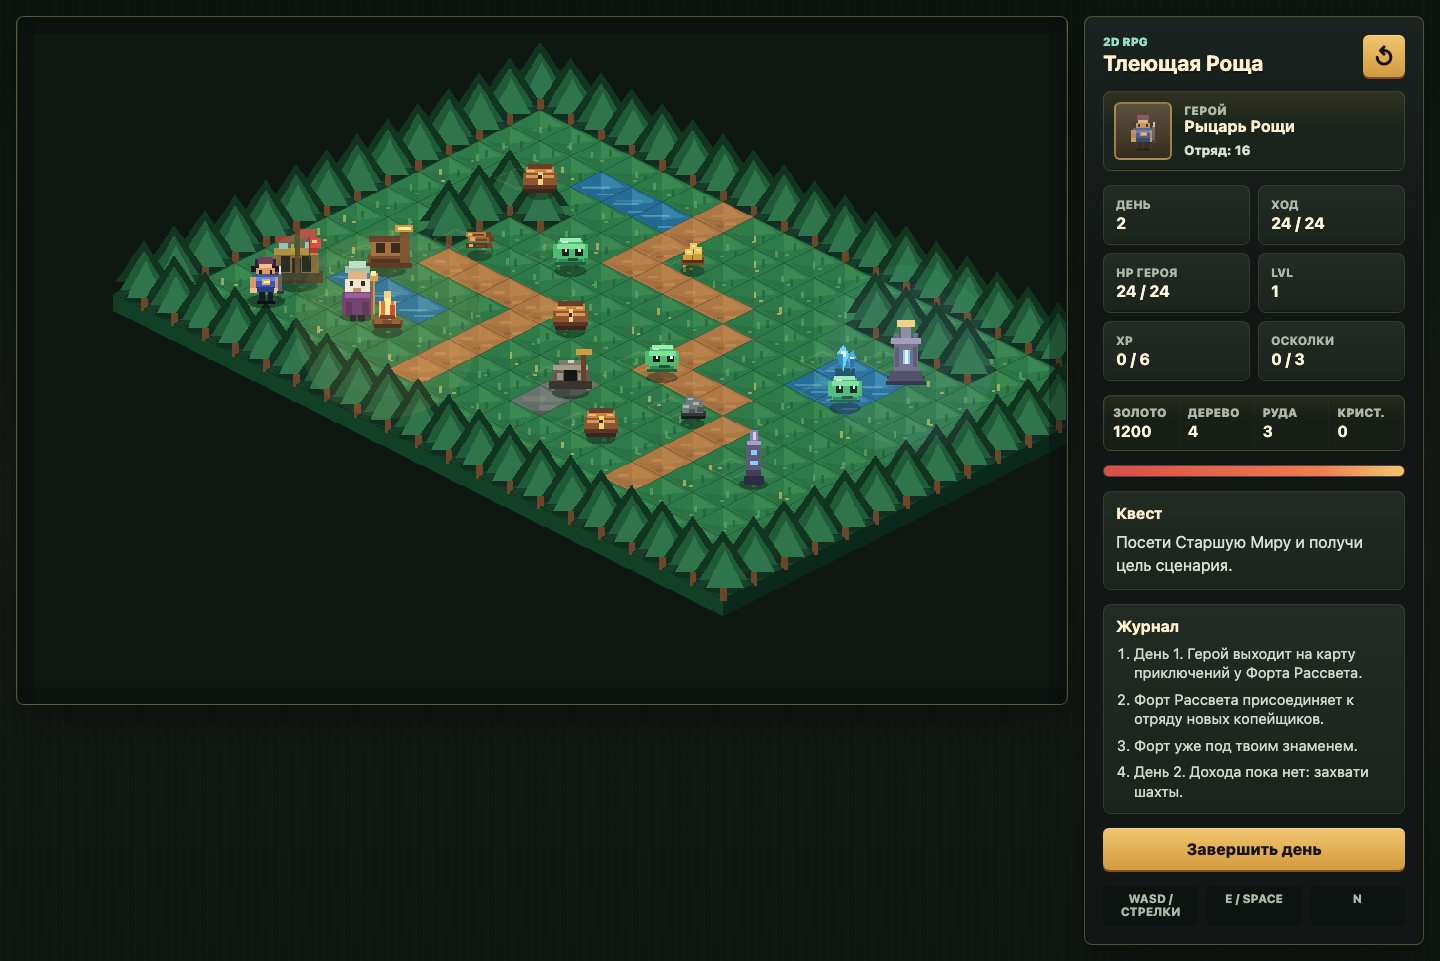 2D RPG
Тлеющая Роща
ГЕРОЙ
Рыцарь Рощи
Отряд: 16
ДЕНЬ
2
ХОД
24 / 24
HP ГЕРОЯ
24 / 24
LVL
1
XP
0 / 6
ОСКОЛКИ
0 / 3
ЗОЛОТО
1200
ДЕРЕВО
4
РУДА
3
КРИСТ.
0
Квест
Посети Старшую Миру и получи
цель сценария.
Журнал
1. День 1. Герой выходит на карту
приключений у Форта Рассвета.
2. Форт Рассвета присоединяет к
отряду новых копейщиков.
3. Форт уже под твоим знаменем.
4. День 2. Дохода пока нет: захвати
шахты.
Завершить день
WASD /
СТРЕЛКИ
E / SPACE
N